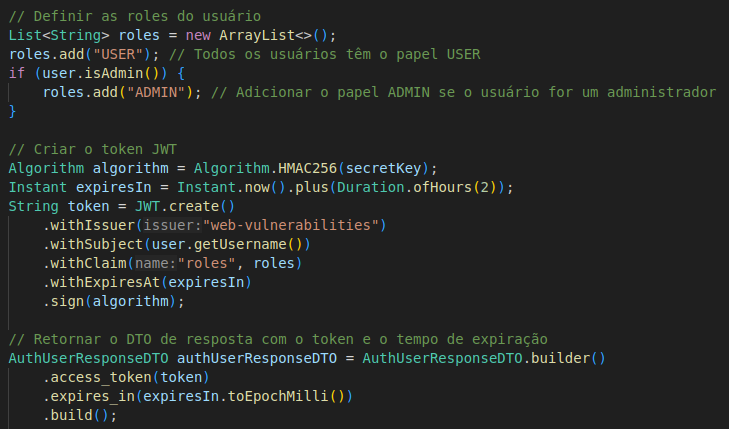 // Definir as roles do usuário
List<String> roles = new ArrayList<>();
roles.add("USER"); // Todos os usuários têm o papel USER
if (user.isAdmin()) {
    roles.add("ADMIN"); // Adicionar o papel ADMIN se o usuário for um administrador
}
// Criar o token JWT
Algorithm algorithm = Algorithm.HMAC256(secretKey);
Instant expiresIn = Instant.now().plus(Duration.ofHours(2));
String token = JWT.create()
    .withIssuer(issuer:"web-vulnerabilities")
    .withSubject(user.getUsername())
    .withClaim(name:"roles", roles)
    .withExpiresAt(expiresIn)
    .sign(algorithm);
// Retornar o DTO de resposta com o token e o tempo de expiração
AuthUserResponseDTO authUserResponseDTO = AuthUserResponseDTO.builder()
    .access_token(token)
    .expires_in(expiresIn.toEpochMilli())
    .build();